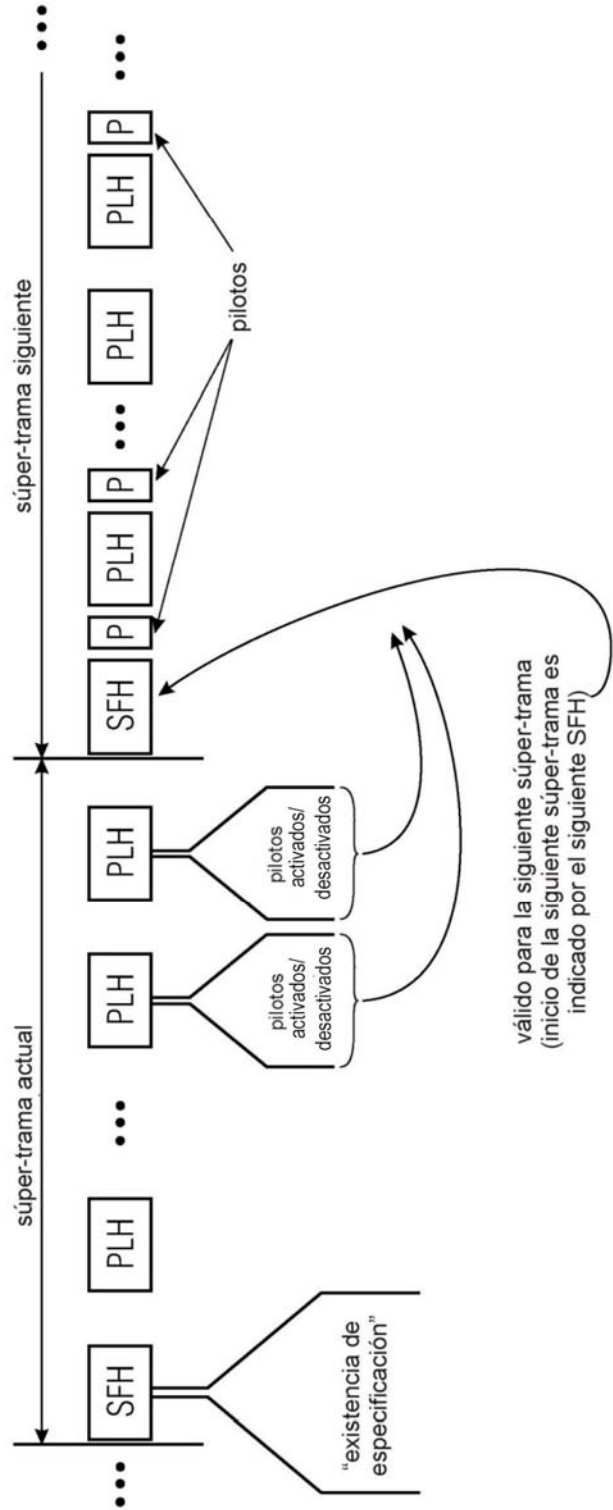 súper-trama actual
súper-trama siguiente
••• SFH PLH ••• PLH PLH SFH P PLH P ••• PLH PLH P •••
•••
"existencia de
especificación"
pilotos
activados/
desactivados
pilotos
activados/
desactivados
pilotos
válido para la siguiente súper-trama
(inicio de la siguiente súper-trama es
indicado por el siguiente SFH)